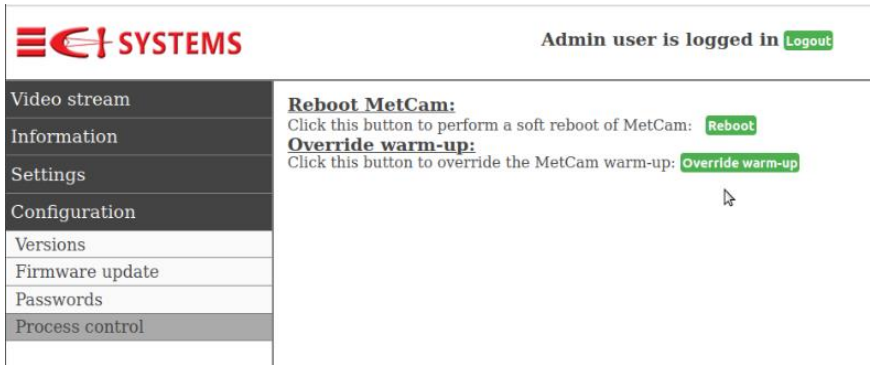 ECI SYSTEMS
Admin user is logged in Logout
Video stream
Information
Settings
Configuration
Versions
Firmware update
Passwords
Process control
Reboot MetCam:
Click this button to perform a soft reboot of MetCam: Reboot
Override warm-up:
Click this button to override the MetCam warm-up: Override warm-up